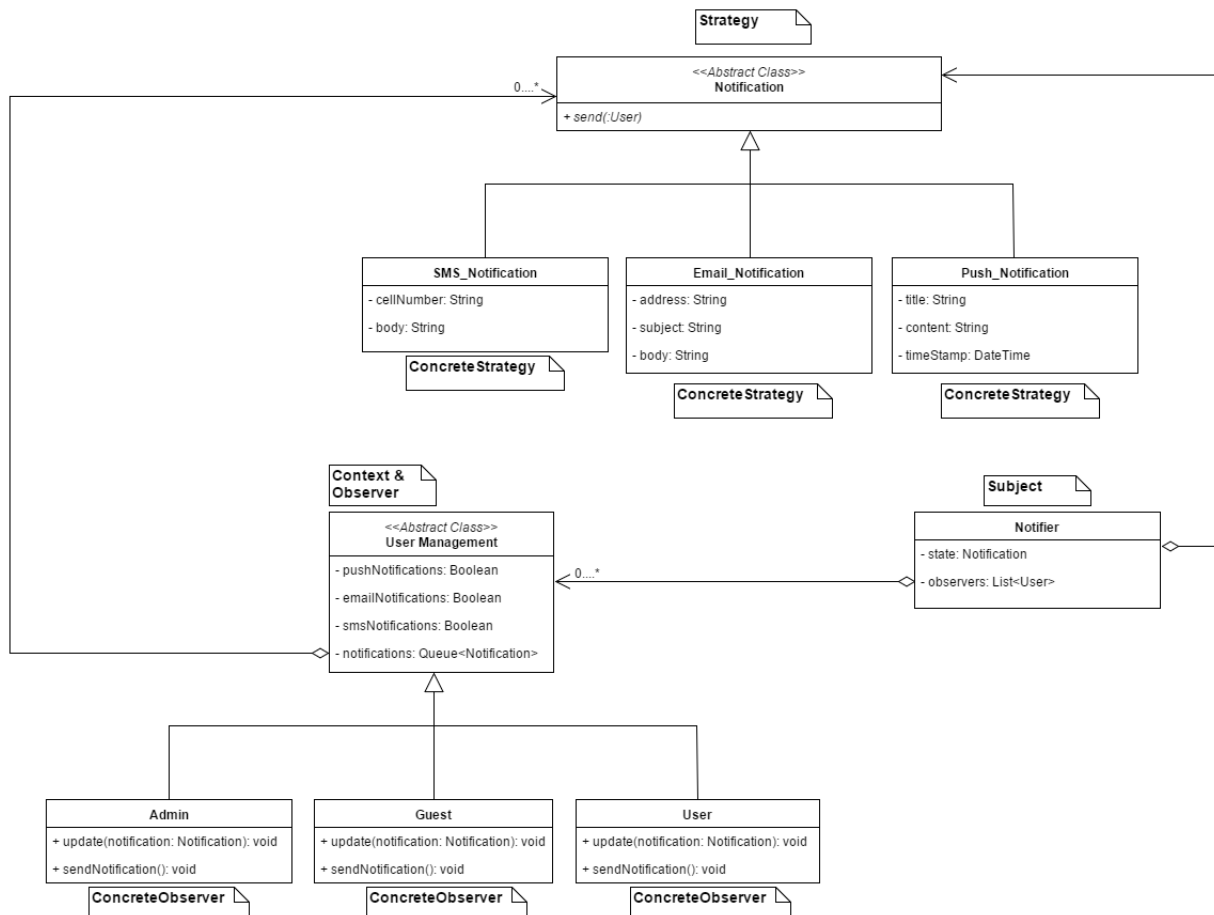 Strategy
<<Abstract Class>>
Notification
0....*
+ send(:User)
SMS_Notification
- cellNumber: String
- body: String
ConcreteStrategy
Email_Notification
- address: String
- subject: String
- body: String
ConcreteStrategy
Push_Notification
- title: String
- content: String
- timeStamp: DateTime
ConcreteStrategy
Context &
Observer
<<Abstract Class>>
User Management
- pushNotifications: Boolean
- emailNotifications: Boolean
- smsNotifications: Boolean
- notifications: Queue<Notification>
0....*
Subject
Notifier
- state: Notification
- observers: List<User>
Admin
+ update(notification: Notification): void
+ sendNotification(): void
ConcreteObserver
Guest
+ update(notification: Notification): void
+ sendNotification(): void
ConcreteObserver
User
+ update(notification: Notification): void
+ sendNotification(): void
ConcreteObserver